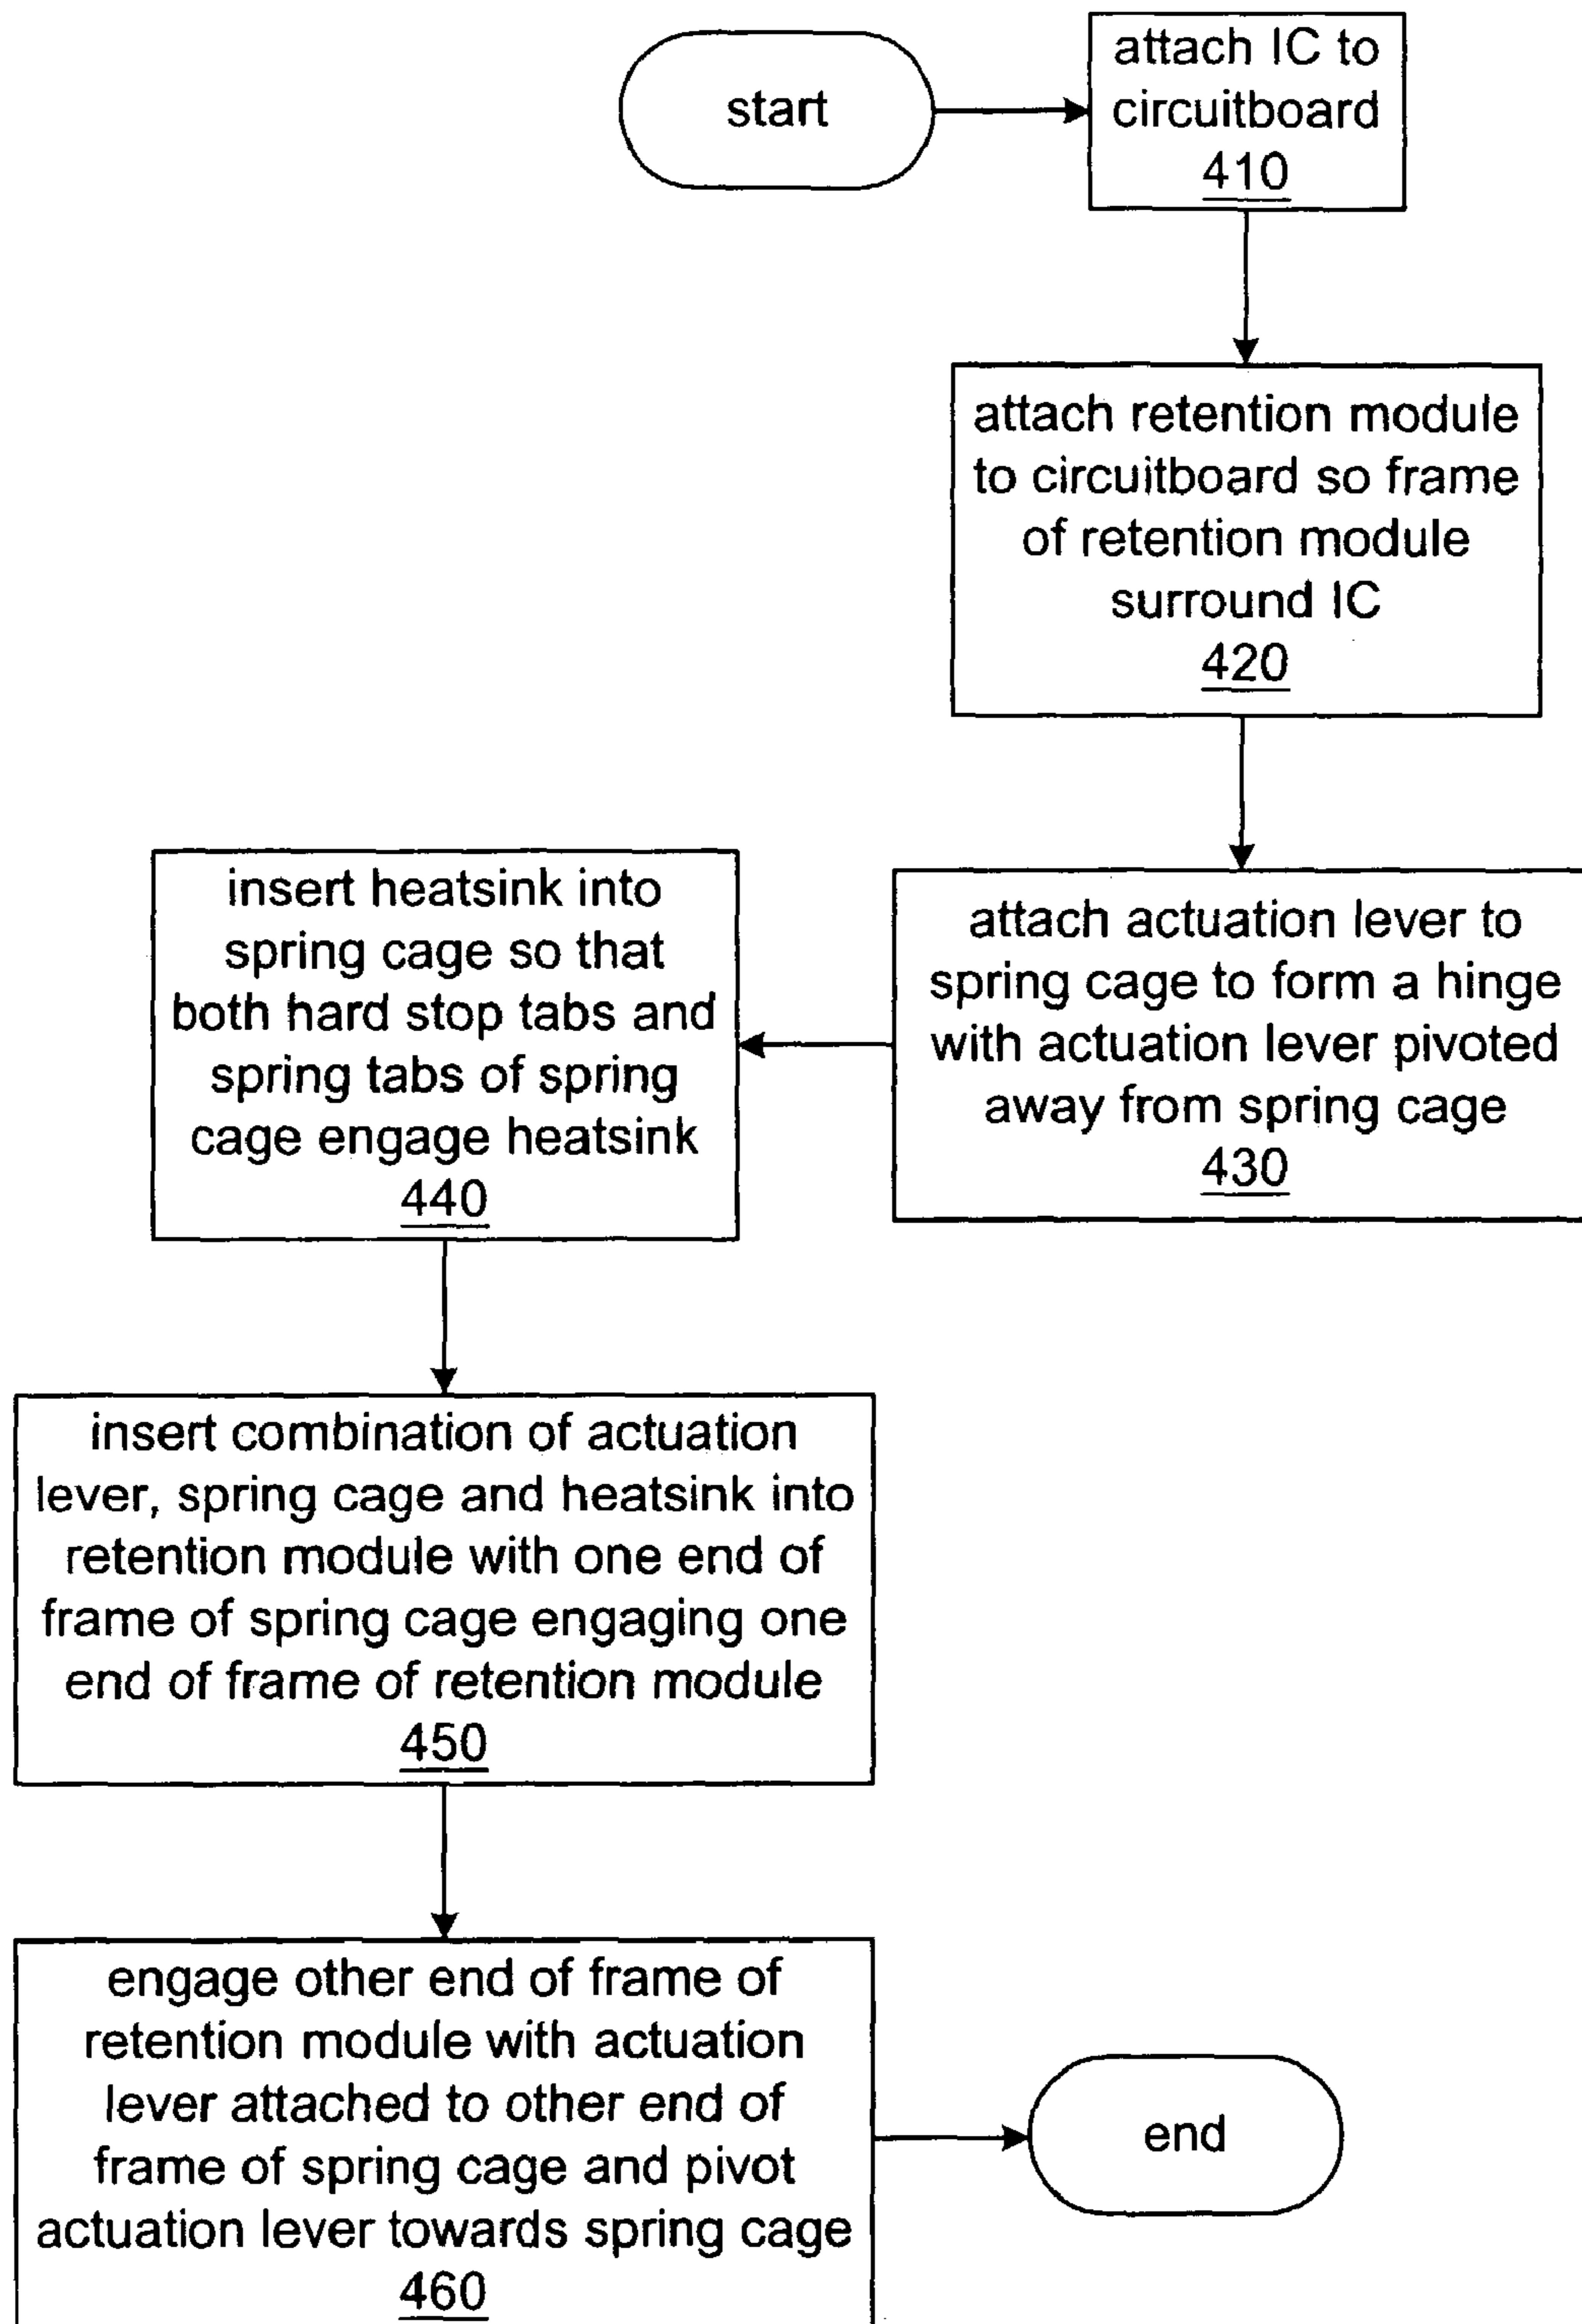 start
attach IC to
circuitboard
410
attach retention module
to circuitboard so frame
of retention module
surround IC
420
attach actuation lever to
spring cage to form a hinge
with actuation lever pivoted
away from spring cage
430
insert heatsink into
spring cage so that
both hard stop tabs and
spring tabs of spring
cage engage heatsink
440
insert combination of actuation
lever, spring cage and heatsink into
retention module with one end of
frame of spring cage engaging one
end of frame of retention module
450
engage other end of frame of
retention module with actuation
lever attached to other end of
frame of spring cage and pivot
actuation lever towards spring cage
460
end